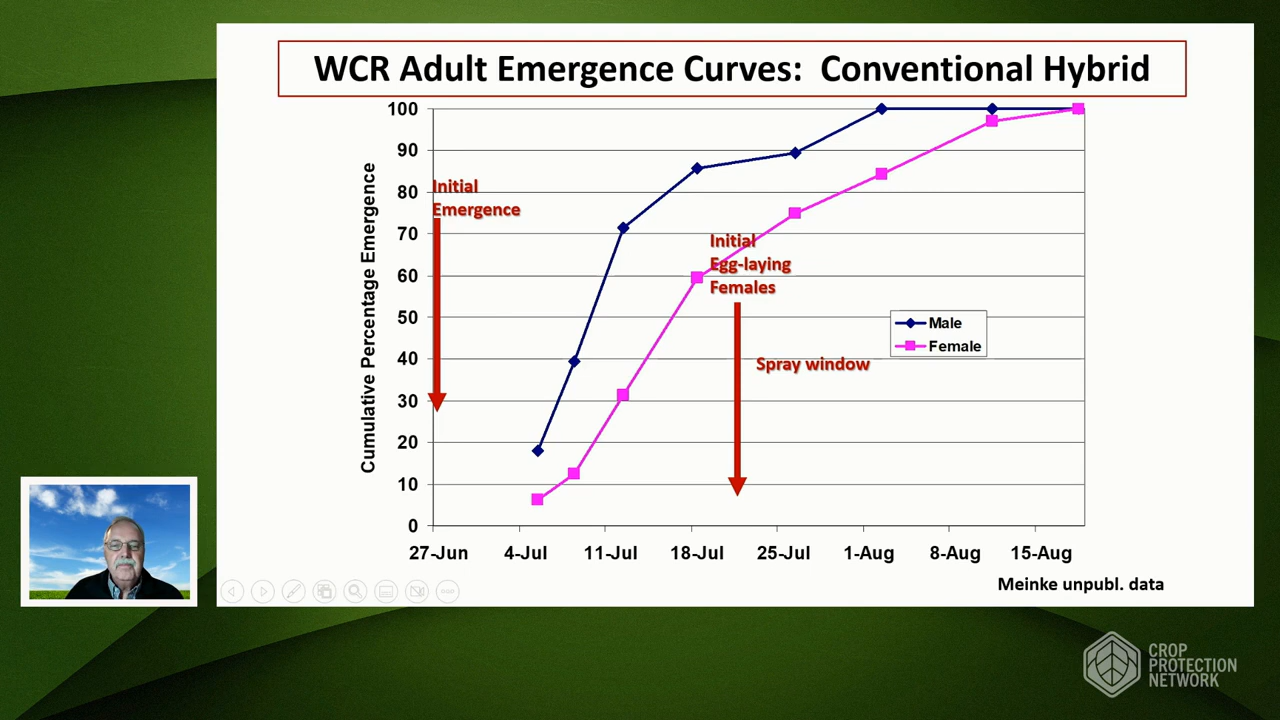 WCR Adult Emergence Curves: Conventional Hybrid
Cumulative Percentage Emergence
100
90
80
70
60
50
40
30
20
10
0
Initial
Emergence
Initial
Egg-laying
Females
Spray window
Male
Female
27-Jun 4-Jul 11-Jul 18-Jul 25-Jul 1-Aug 8-Aug 15-Aug
Meinke unpubl. data
CROP
PROTECTION
NETWORK